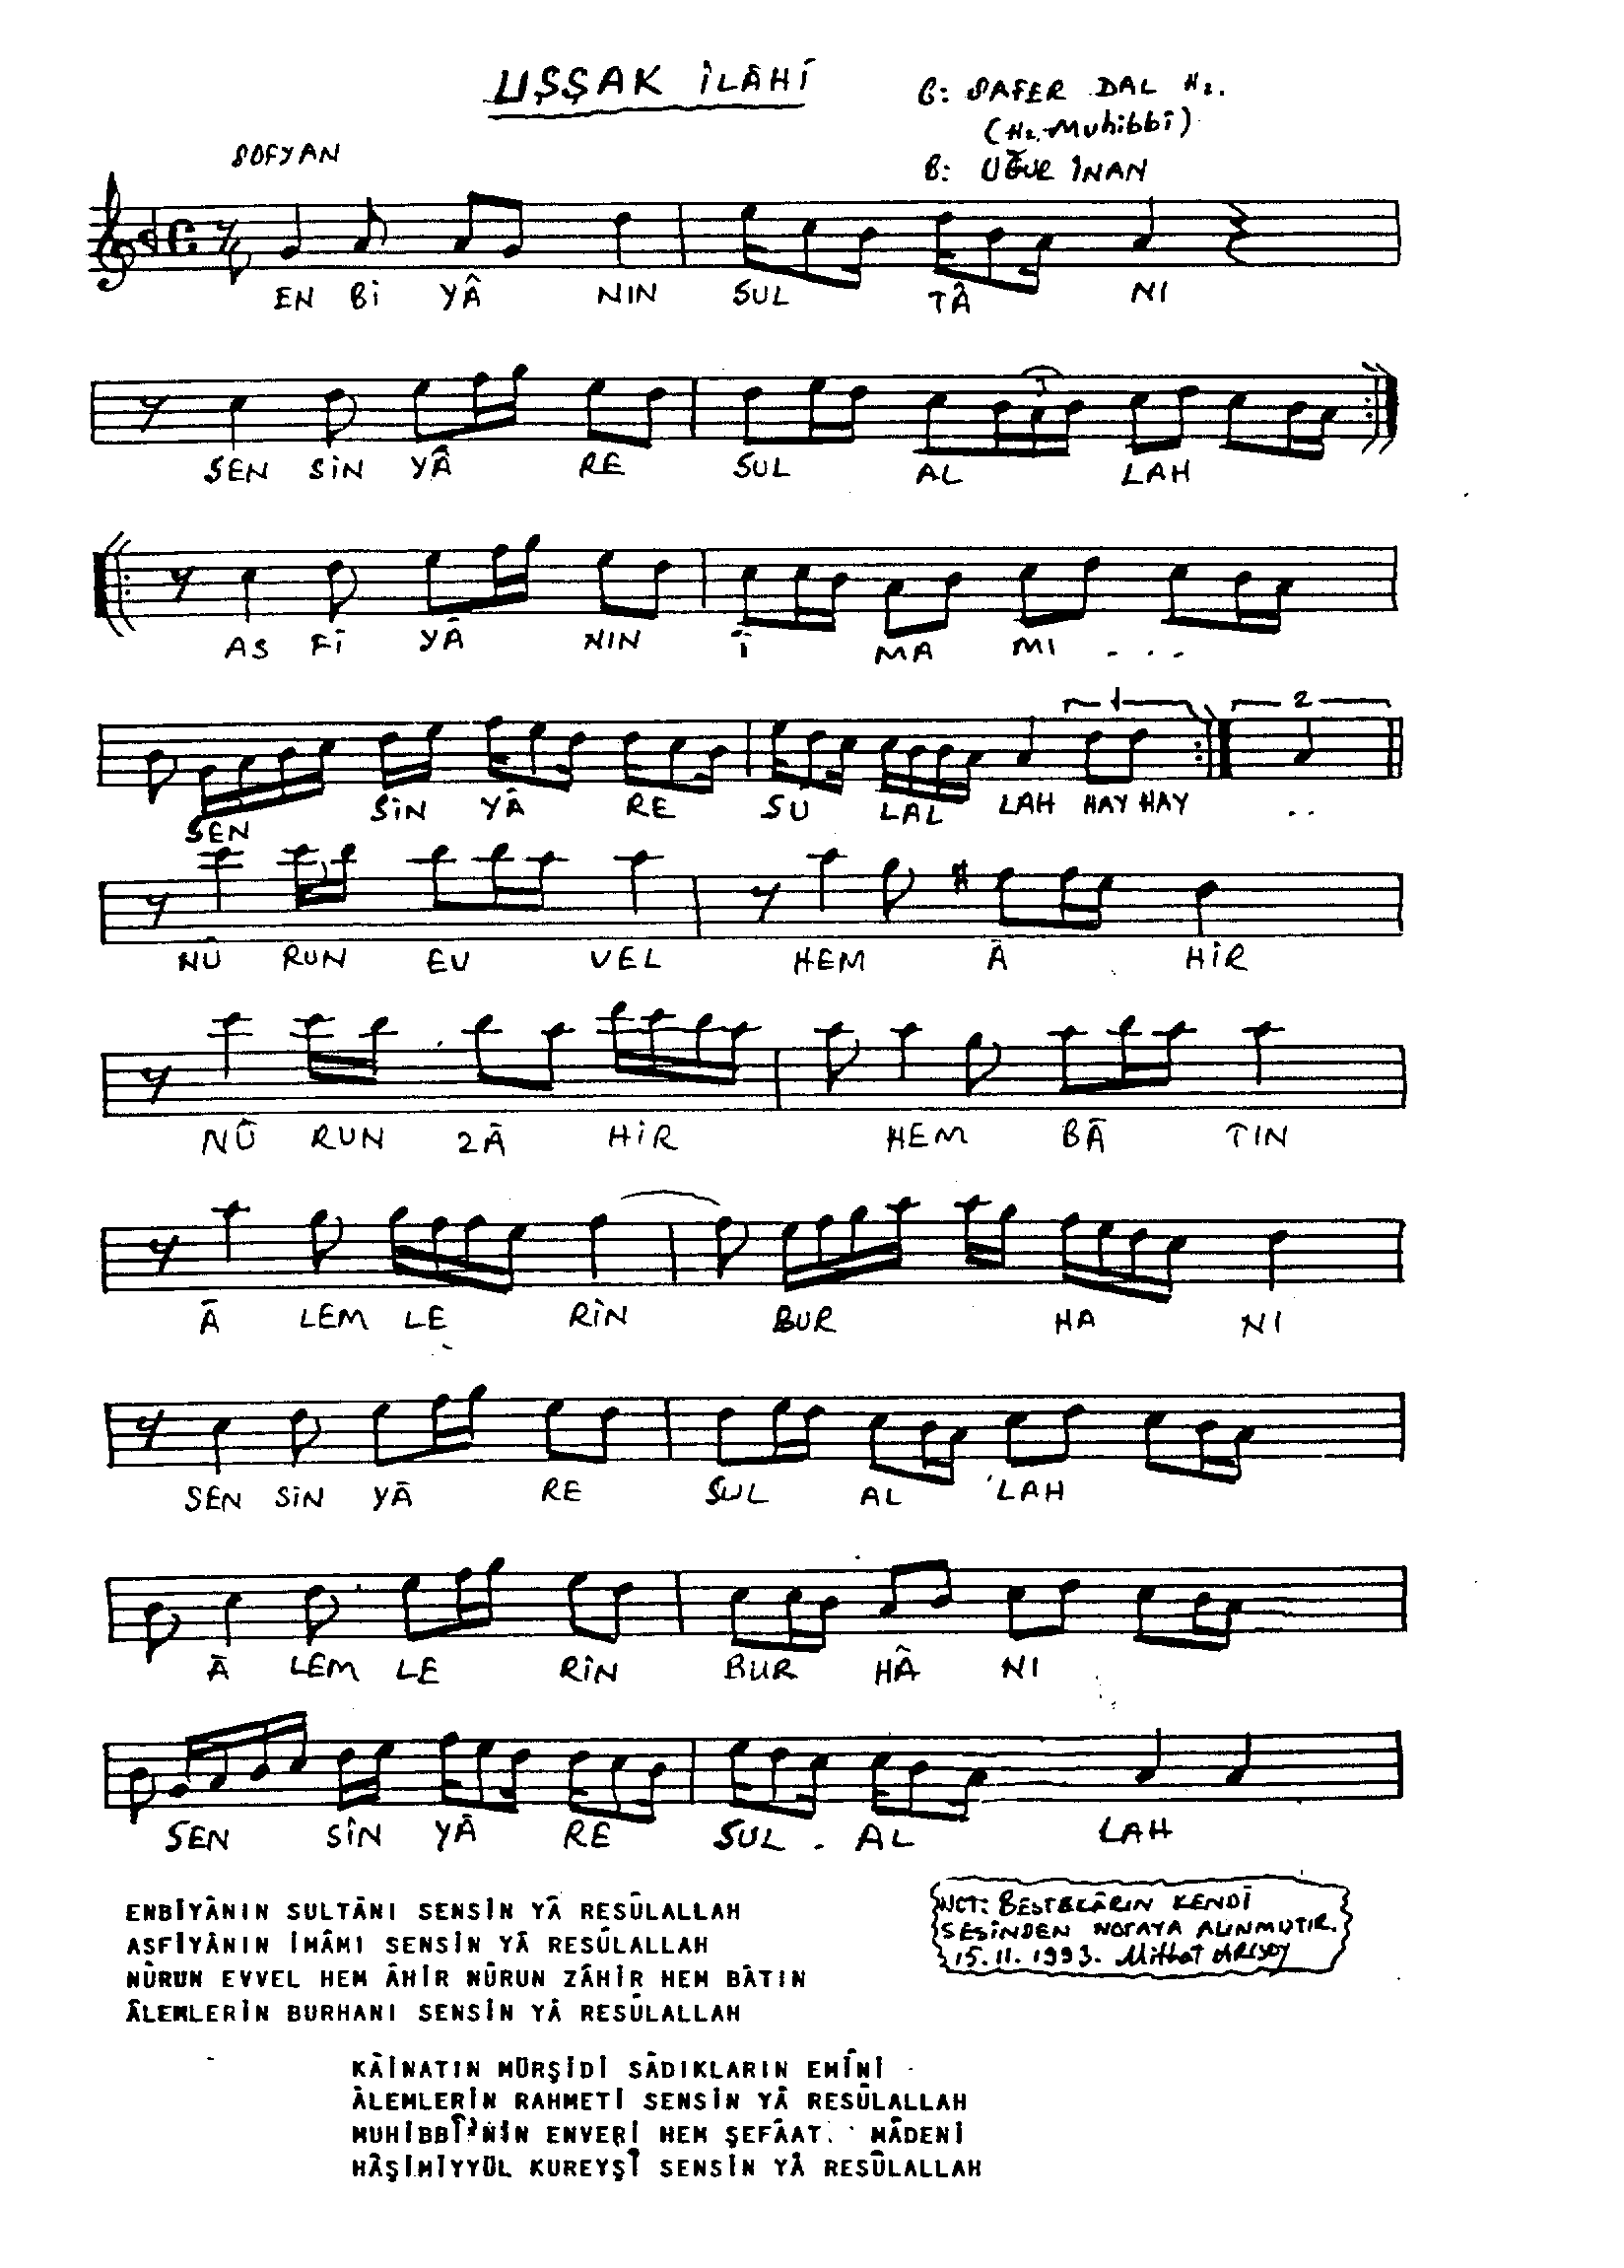 UŞŞAK İLÂHİ
G: SAFER DAL Hz.
(Hz. Muhibbî)
SOFYAN
B: UĞUR İNAN
EN Bİ YÂ NIN SUL TÂ NI
SEN SİN YÂ RE SUL AL LAH
AS Fİ YÂ NIN İ MA MI . . .
1 2
SEN SİN YÂ RE SU LAL LAH HAY HAY . .
NÛ RUN EV VEL HEM Â HİR
NÛ RUN ZÂ HİR HEM BÂ TIN
Â LEM LE RİN BUR HA NI
SEN SİN YÂ RE SUL AL LAH
Â LEM LE RİN BUR HÂ NI
SEN SİN YÂ RE SUL . AL LAH
ENBİYÂNIN SULTÂNI SENSİN YÂ RESÛLALLAH
ASFİYÂNIN İMÂMI SENSİN YÂ RESÛLALLAH
NÛRUN EVVEL HEM ÂHİR NÛRUN ZÂHİR HEM BÂTIN
ÂLEMLERİN BURHANI SENSİN YÂ RESÛLALLAH
NOT: BESTEKÂRIN KENDİ
SESİNDEN NOTAYA ALINMIŞTIR.
15.11.1993. Mithat
KÂİNATIN MÜRŞİDİ SÂDIKLARIN EMÎNİ
ÂLEMLERİN RAHMETİ SENSİN YÂ RESÛLALLAH
MUHİBBÎ'NİN ENVERİ HEM ŞEFÂAT MÂDENİ
HÂŞİMİYYÜL KUREYŞÎ SENSİN YÂ RESÛLALLAH